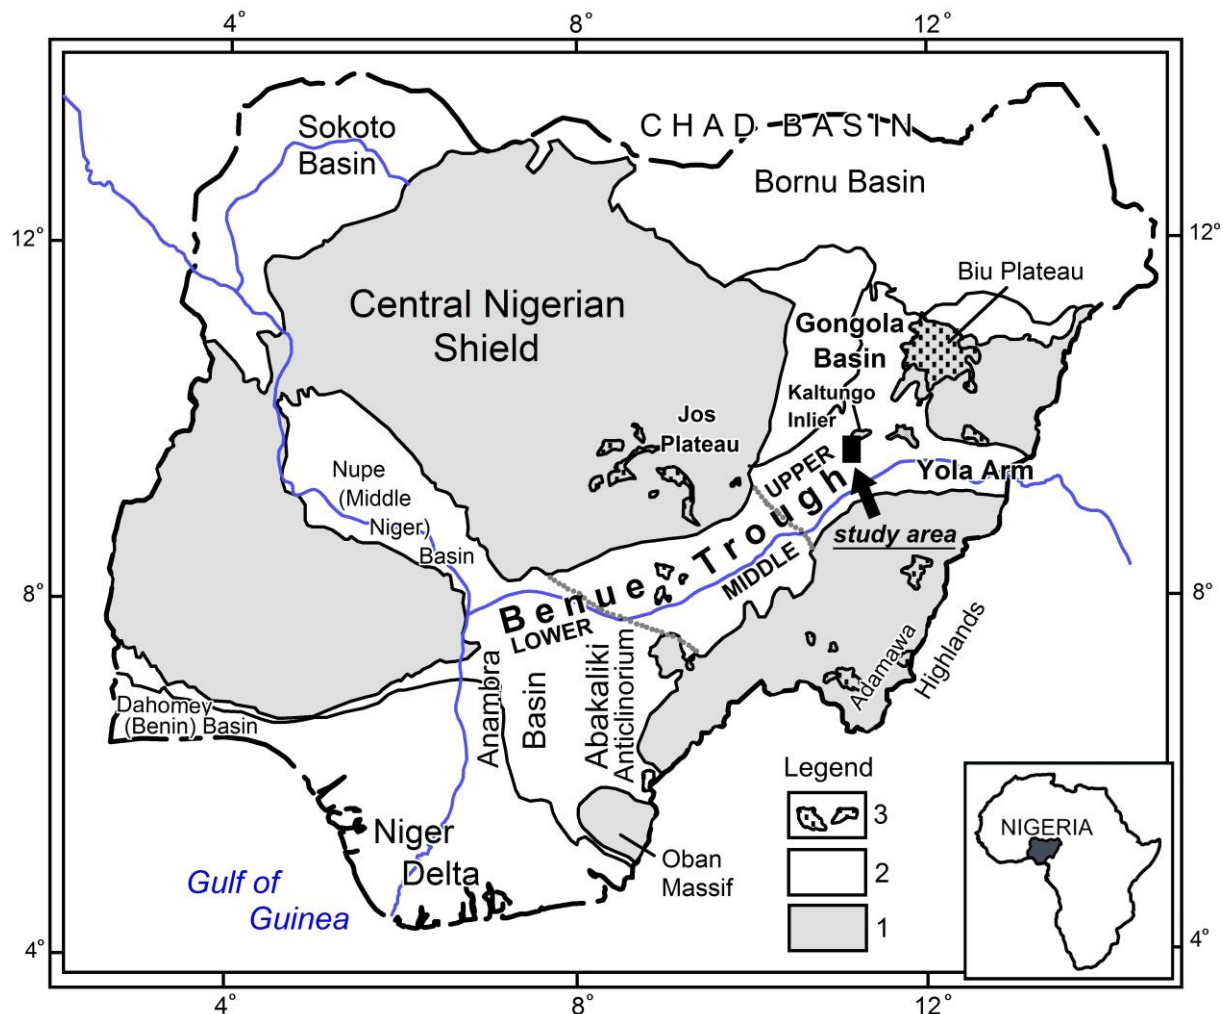 4°
8°
12°
Sokoto
Basin
CHAD BASIN
Bornu Basin
12°
12°
Biu Plateau
Central Nigerian
Shield
Gongola
Basin
Kaltungo
Inlier
Jos
Plateau
UPPER
Yola Arm
Nupe
(Middle
Niger)
Basin
study area
Benue Trough
MIDDLE
LOWER
8°
8°
Anambra
Basin
Abakaliki
Anticlinorium
Adamawa
Highlands
Dahomey
(Benin) Basin
Legend
3
2
1
NIGERIA
Niger
Delta
Oban
Massif
Gulf of
Guinea
4°
4°
4°
8°
12°